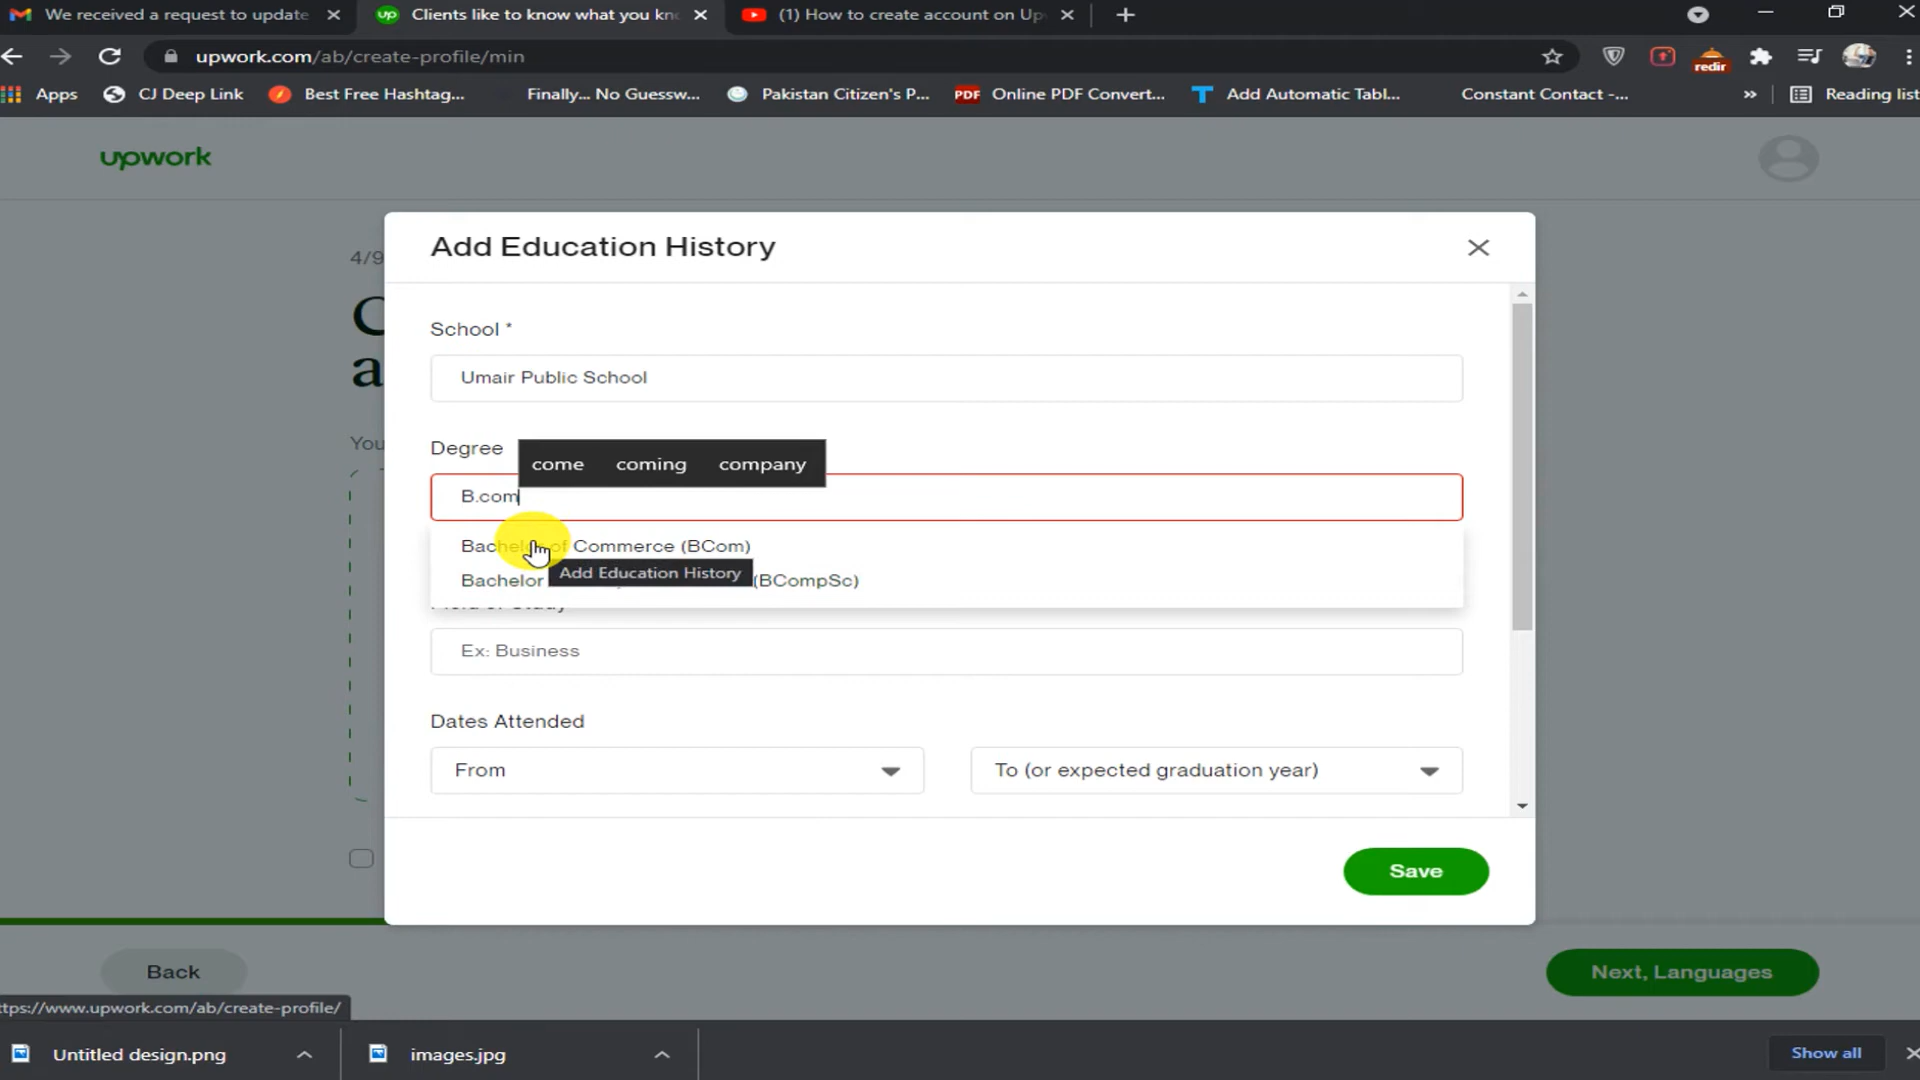 We received a request to update
Clients like to know what you kn
(1) How to create account on Up
upwork.com/ab/create-profile/min
redir
Apps
CJ Deep Link
Best Free Hashtag...
Finally... No Guessw...
Pakistan Citizen's P...
PDF
Online PDF Convert...
Add Automatic Tabl...
Constant Contact -...
»
Reading list
upwork
4/9
Add Education History
School *
Umair Public School
You
Degree
come coming company
B.com
Bachelor of Commerce (BCom)
Add Education History
Bachelor (BCompSc)
Ex: Business
Dates Attended
From
To (or expected graduation year)
Save
Back
Next, Languages
ttps://www.upwork.com/ab/create-profile/
Untitled design.png
images.jpg
Show all